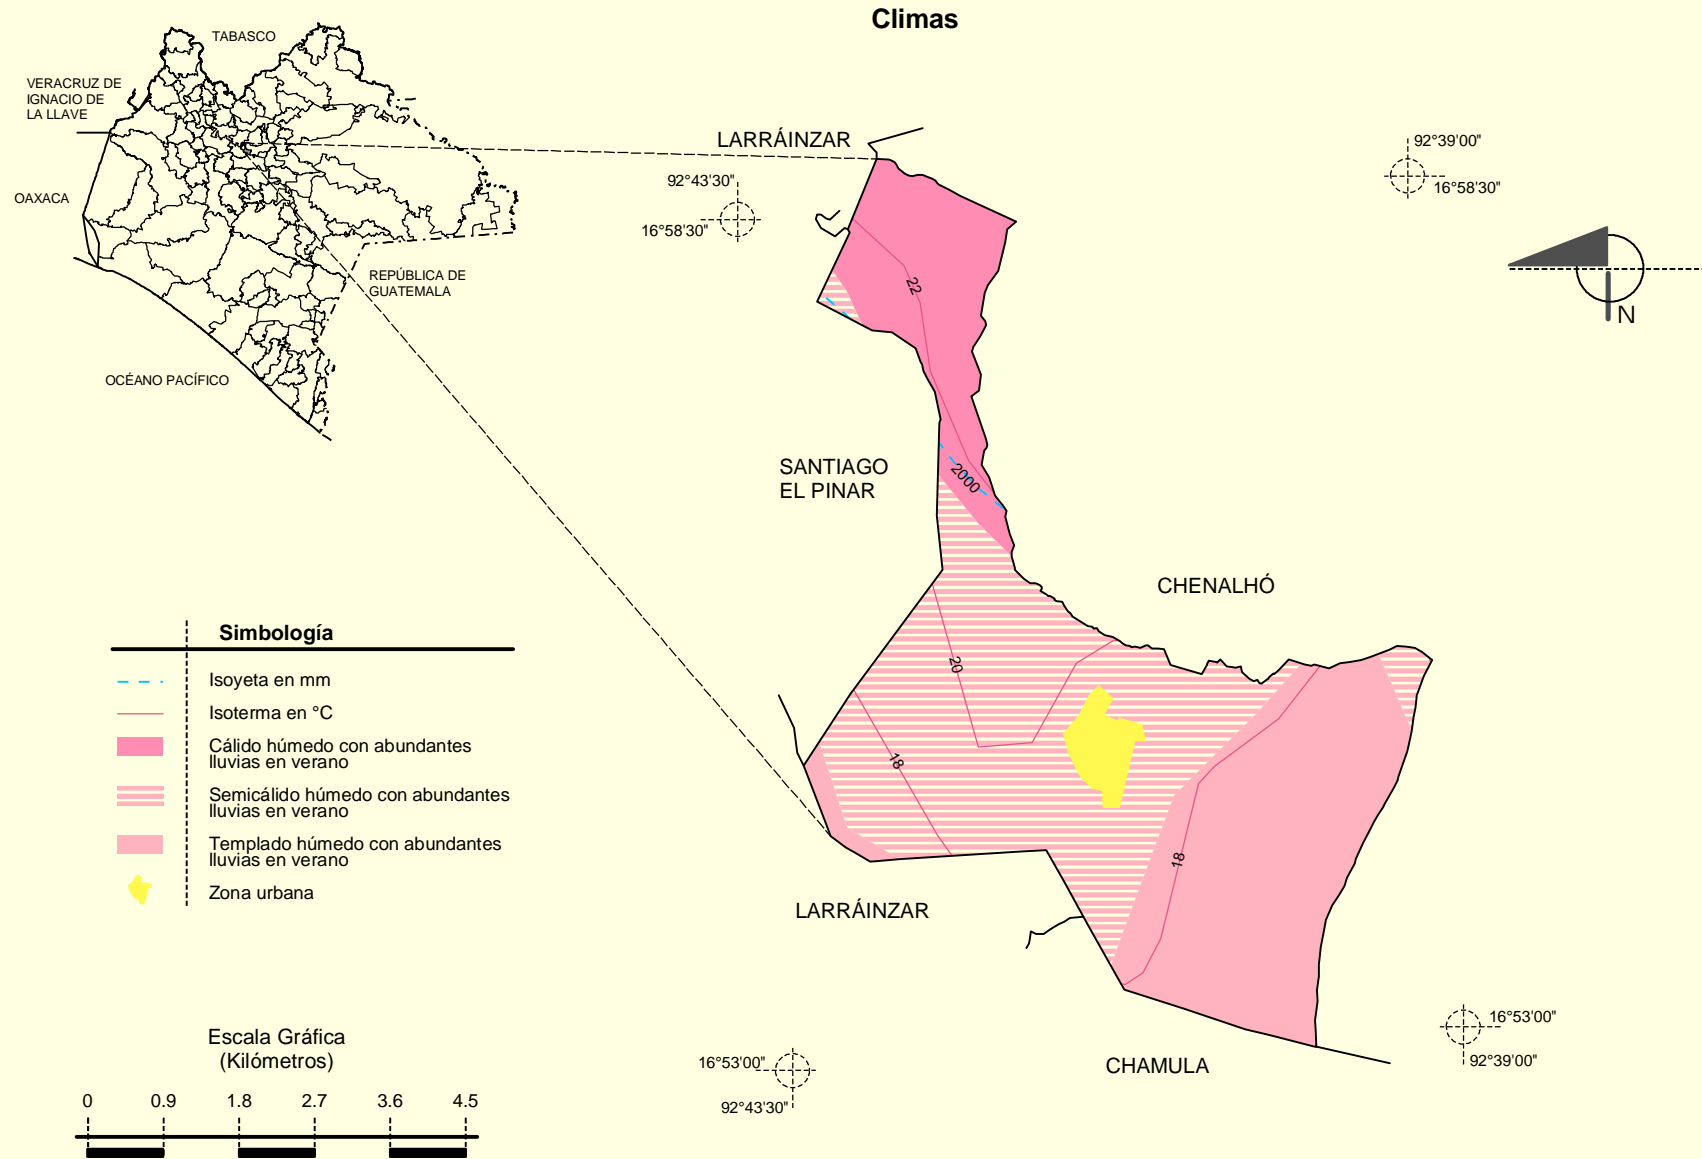 Climas
TABASCO
VERACRUZ DE
IGNACIO DE
LA LLAVE
OAXACA
REPÚBLICA DE
GUATEMALA
OCÉANO PACÍFICO
LARRÁINZAR
92°43'30"
16°58'30"
92°39'00"
16°58'30"
N
22
2000
SANTIAGO
EL PINAR
CHENALHÓ
20
18
18
LARRÁINZAR
CHAMULA
16°53'00"
92°43'30"
16°53'00"
92°39'00"
Simbología
Isoyeta en mm
Isoterma en °C
Cálido húmedo con abundantes
lluvias en verano
Semicálido húmedo con abundantes
lluvias en verano
Templado húmedo con abundantes
lluvias en verano
Zona urbana
Escala Gráfica
(Kilómetros)
0 0.9 1.8 2.7 3.6 4.5